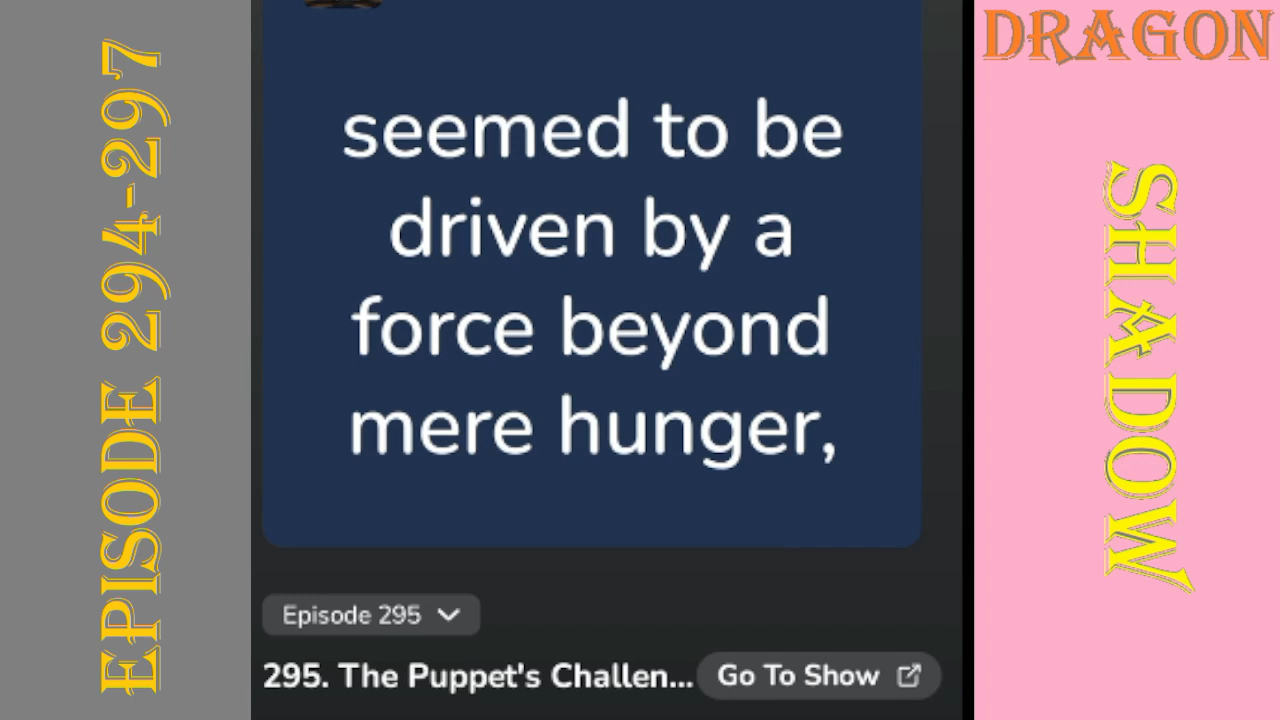 EPISODE 294-297
seemed to be
driven by a
force beyond
mere hunger,
Episode 295
295. The Puppet's Challen...
Go To Show
DRAGON
SHADOW